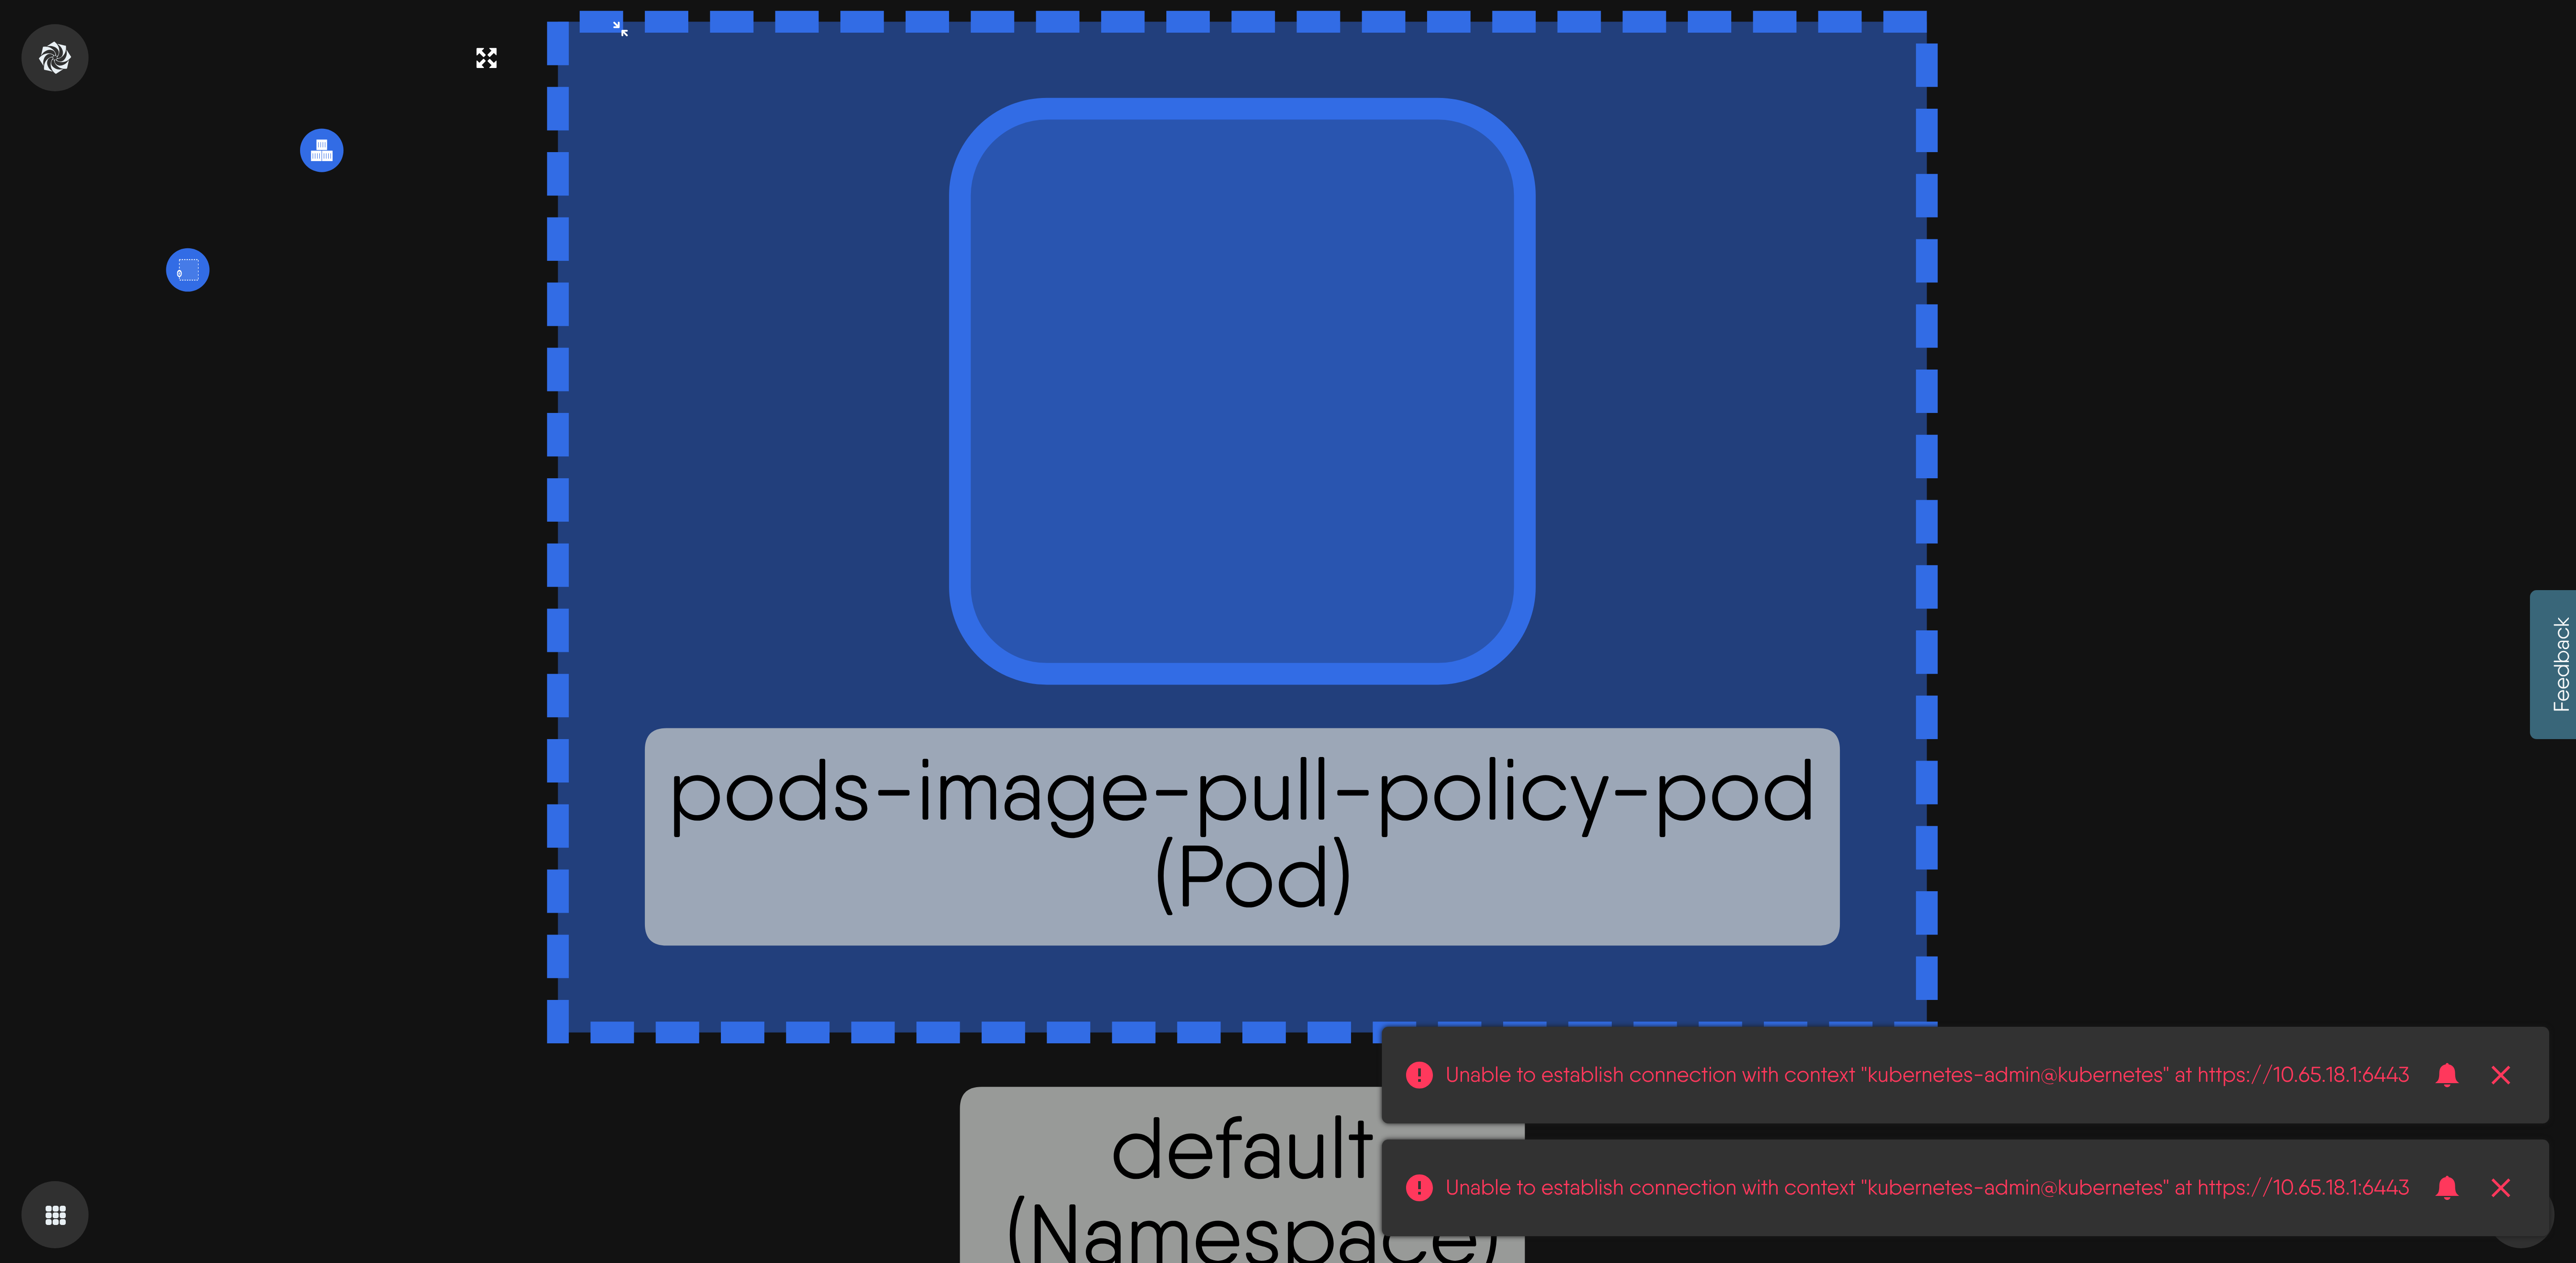 pods-image-pull-policy-pod
(Pod)
default
(Namespace)
Unable to establish connection with context "kubernetes-admin@kubernetes" at https://10.65.18.1:6443
Unable to establish connection with context "kubernetes-admin@kubernetes" at https://10.65.18.1:6443
Feedback